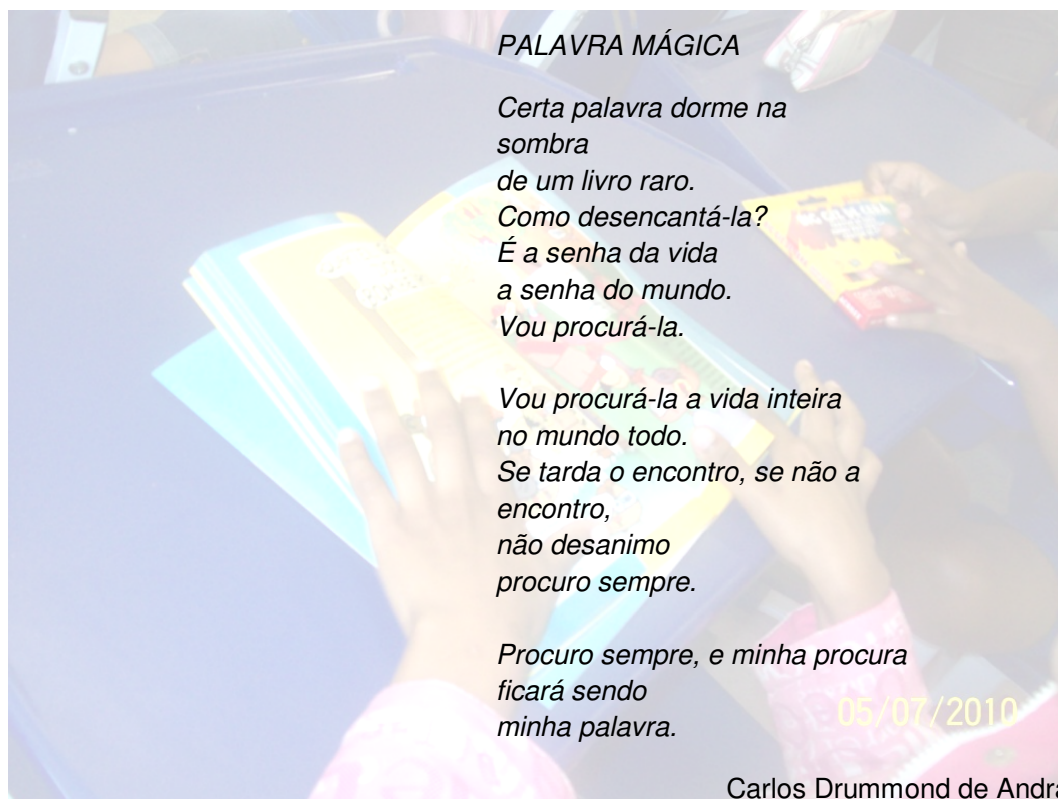 PALAVRA MÁGICA
Certa palavra dorme na
sombra
de um livro raro.
Como desencantá-la?
É a senha da vida
a senha do mundo.
Vou procurá-la.
Vou procurá-la a vida inteira
no mundo todo.
Se tarda o encontro, se não a
encontro,
não desanimo
procuro sempre.
Procuro sempre, e minha procura
ficará sendo
minha palavra.
05/07/2010
Carlos Drummond de Andra